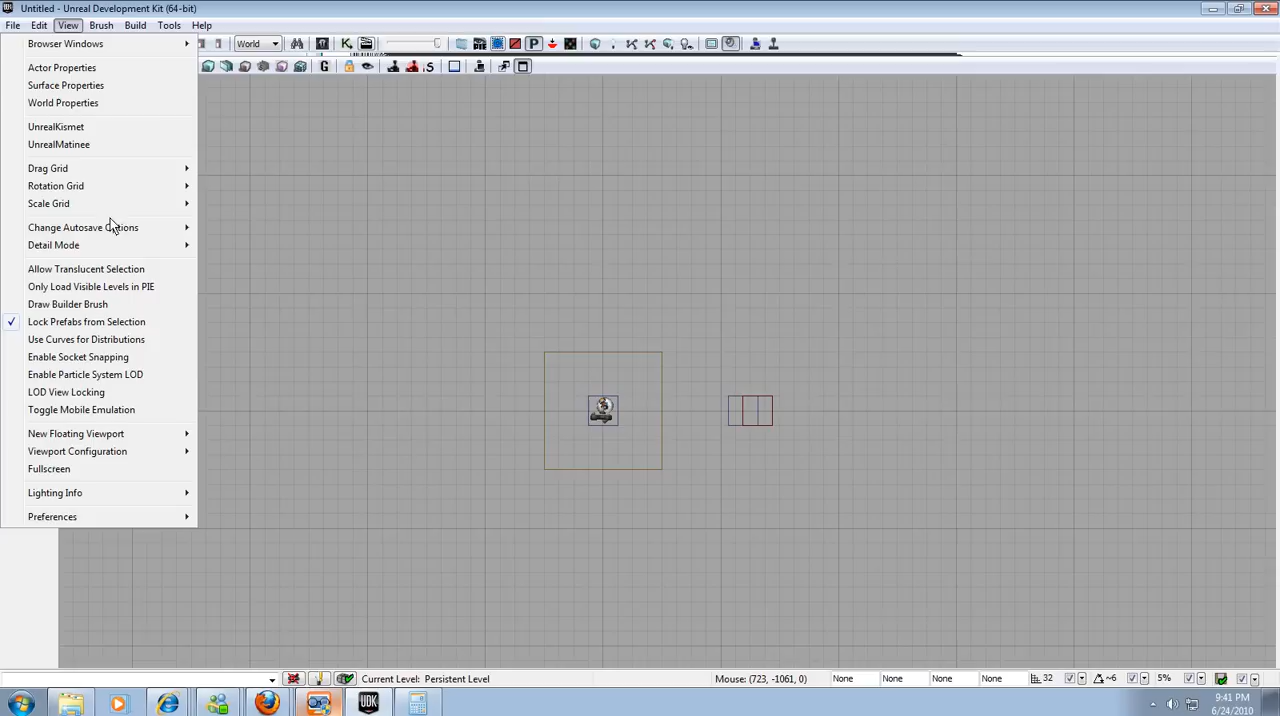 Untitled - Unreal Development Kit (64-bit)
File Edit View Brush Build Tools Help
World
P
G
S
Browser Windows
Actor Properties
Surface Properties
World Properties
UnrealKismet
UnrealMatinee
Drag Grid
Rotation Grid
Scale Grid
Change Autosave Options
Detail Mode
Allow Translucent Selection
Only Load Visible Levels in PIE
Draw Builder Brush
Lock Prefabs from Selection
Use Curves for Distributions
Enable Socket Snapping
Enable Particle System LOD
LOD View Locking
Toggle Mobile Emulation
New Floating Viewport
Viewport Configuration
Fullscreen
Lighting Info
Preferences
Current Level: Persistent Level
Mouse: (723, -1061, 0)
None None None None 32 ~6 5%
UDK
9:41 PM
6/24/2010